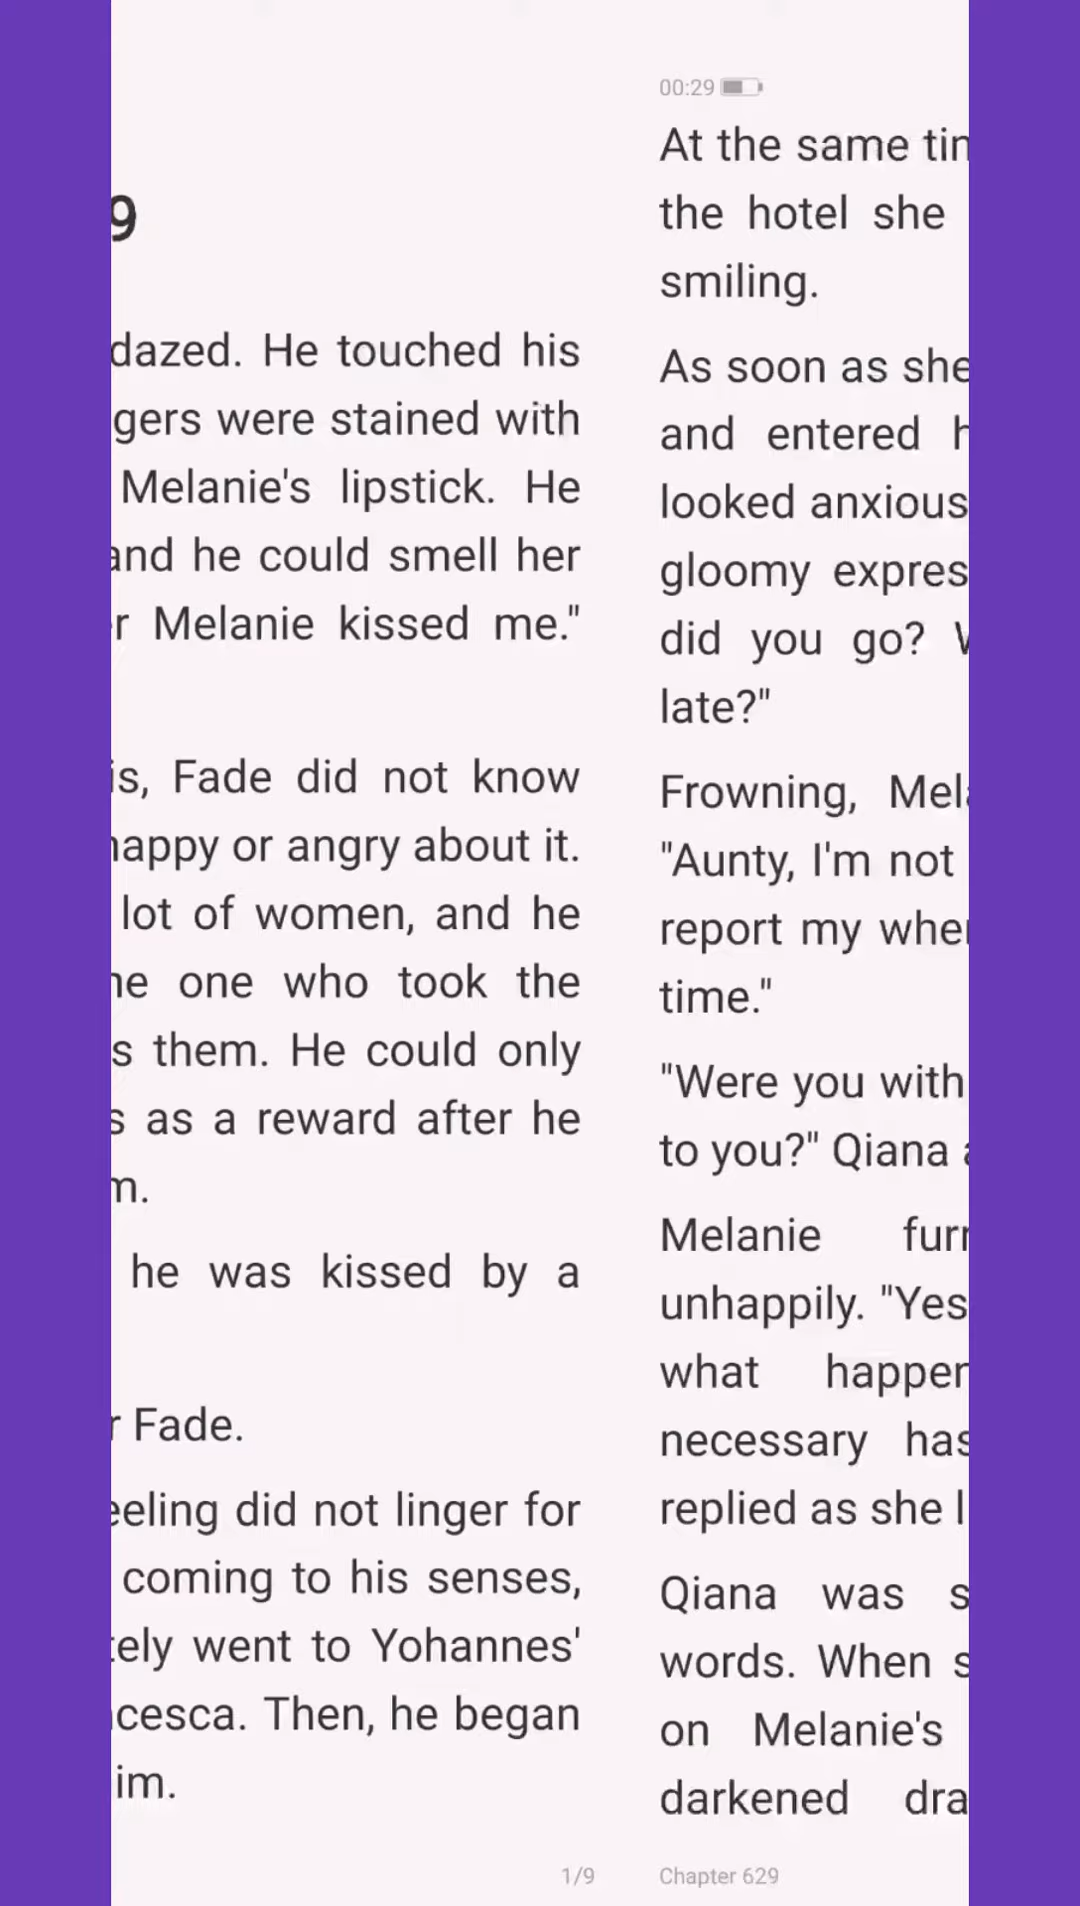 9
dazed. He touched his
gers were stained with
Melanie's lipstick. He
and he could smell her
r Melanie kissed me."
is, Fade did not know
happy or angry about it.
lot of women, and he
he one who took the
s them. He could only
s as a reward after he
m.
he was kissed by a
r Fade.
eeling did not linger for
coming to his senses,
tely went to Yohannes'
cesca. Then, he began
im.
1/9
00:29
At the same tim
the hotel she
smiling.
As soon as she
and entered h
looked anxious
gloomy expres
did you go? W
late?"
Frowning, Mela
"Aunty, I'm not
report my wher
time."
"Were you with
to you?" Qiana a
Melanie furr
unhappily. "Yes
what happen
necessary has
replied as she l
Qiana was s
words. When s
on Melanie's
darkened dra
Chapter 629